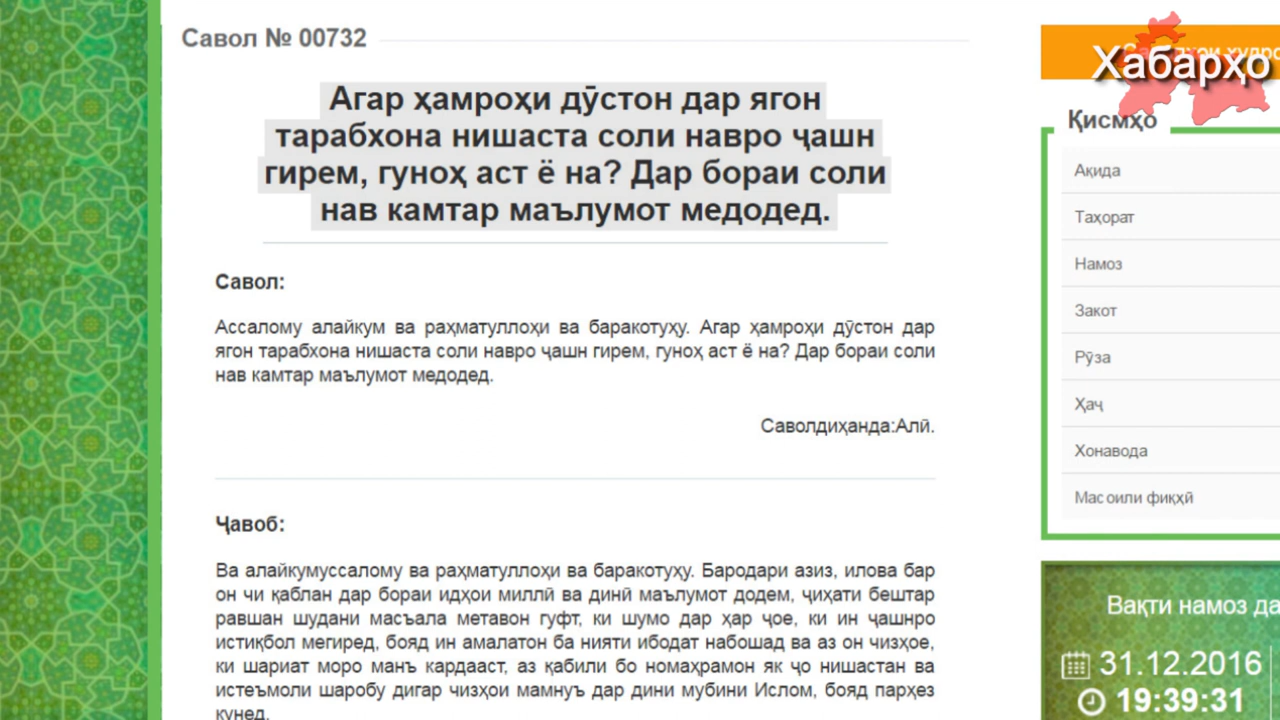 Савол № 00732
Агар ҳамроҳи дӯстон дар ягон
тарабхона нишаста соли навро ҷашн
гирем, гуноҳ аст ё на? Дар бораи соли
нав камтар маълумот медодед.
Савол:
Ассалому алайкум ва раҳматуллоҳи ва баракотуҳу. Агар ҳамроҳи дӯстон дар
ягон тарабхона нишаста соли навро ҷашн гирем, гуноҳ аст ё на? Дар бораи соли
нав камтар маълумот медодед.
Саволдиҳанда:Алӣ.
Ҷавоб:
Ва алайкумуссалому ва раҳматуллоҳи ва баракотуҳу. Бародари азиз, илова бар
он чи қаблан дар бораи идҳои миллӣ ва динӣ маълумот додем, ҷиҳати бештар
равшан шудани масъала метавон гуфт, ки шумо дар ҳар ҷое, ки ин ҷашнро
истиқбол мегиред, бояд ин амалатон ба нияти ибодат набошад ва аз он чизҳое,
ки шариат моро манъ кардааст, аз қабили бо номаҳрамон як ҷо нишастан ва
истеъмоли шаробу дигар чизҳои мамнуъ дар дини мубини Ислом, бояд парҳез
кунед.
Хабарҳо
Қисмҳо
Ақида
Таҳорат
Намоз
Закот
Рӯза
Ҳаҷ
Хонавода
Масоили фиқҳӣ
Вақти намоз да
31.12.2016
19:39:31